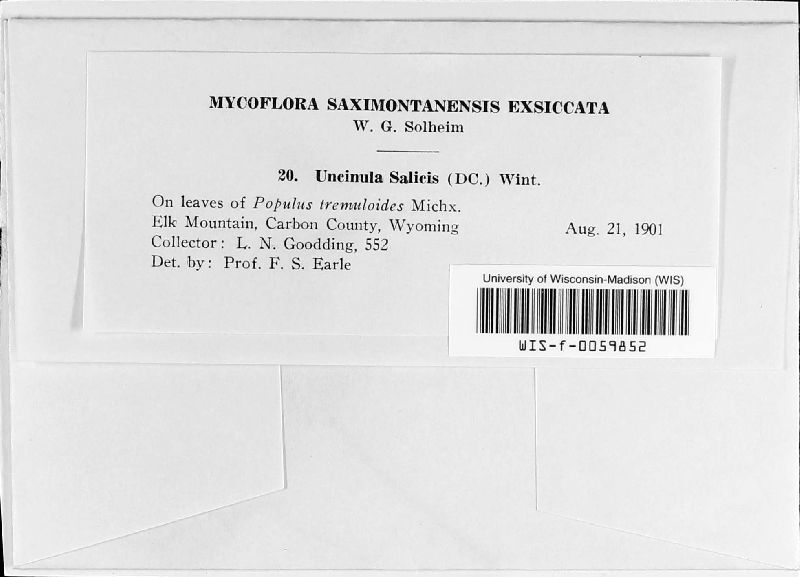 MYCOFLORA SAXIMONTANENSIS EXSICCATA
W. G. Solheim
20. Uncinula Salicis (DC.) Wint.
On leaves of Populus tremuloides Michx.
Elk Mountain, Carbon County, Wyoming Aug. 21, 1901
Collector: L. N. Goodding, 552
Det. by: Prof. F. S. Earle
University of Wisconsin-Madison (WIS)
WIS-f-0059852